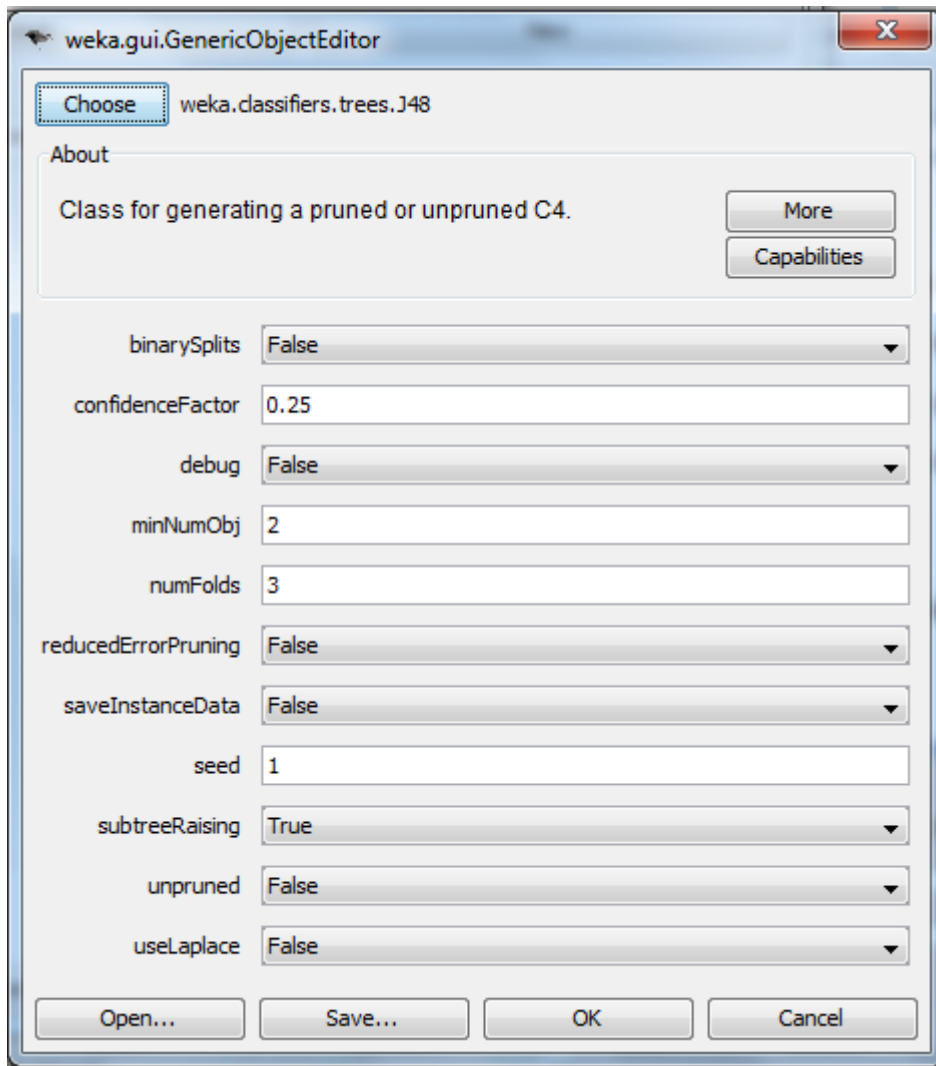 weka.gui.GenericObjectEditor
Choose weka.classifiers.trees.J48
About
Class for generating a pruned or unpruned C4.
More
Capabilities
binarySplits False
confidenceFactor 0.25
debug False
minNumObj 2
numFolds 3
reducedErrorPruning False
saveInstanceData False
seed 1
subtreeRaising True
unpruned False
useLaplace False
Open... Save... OK Cancel